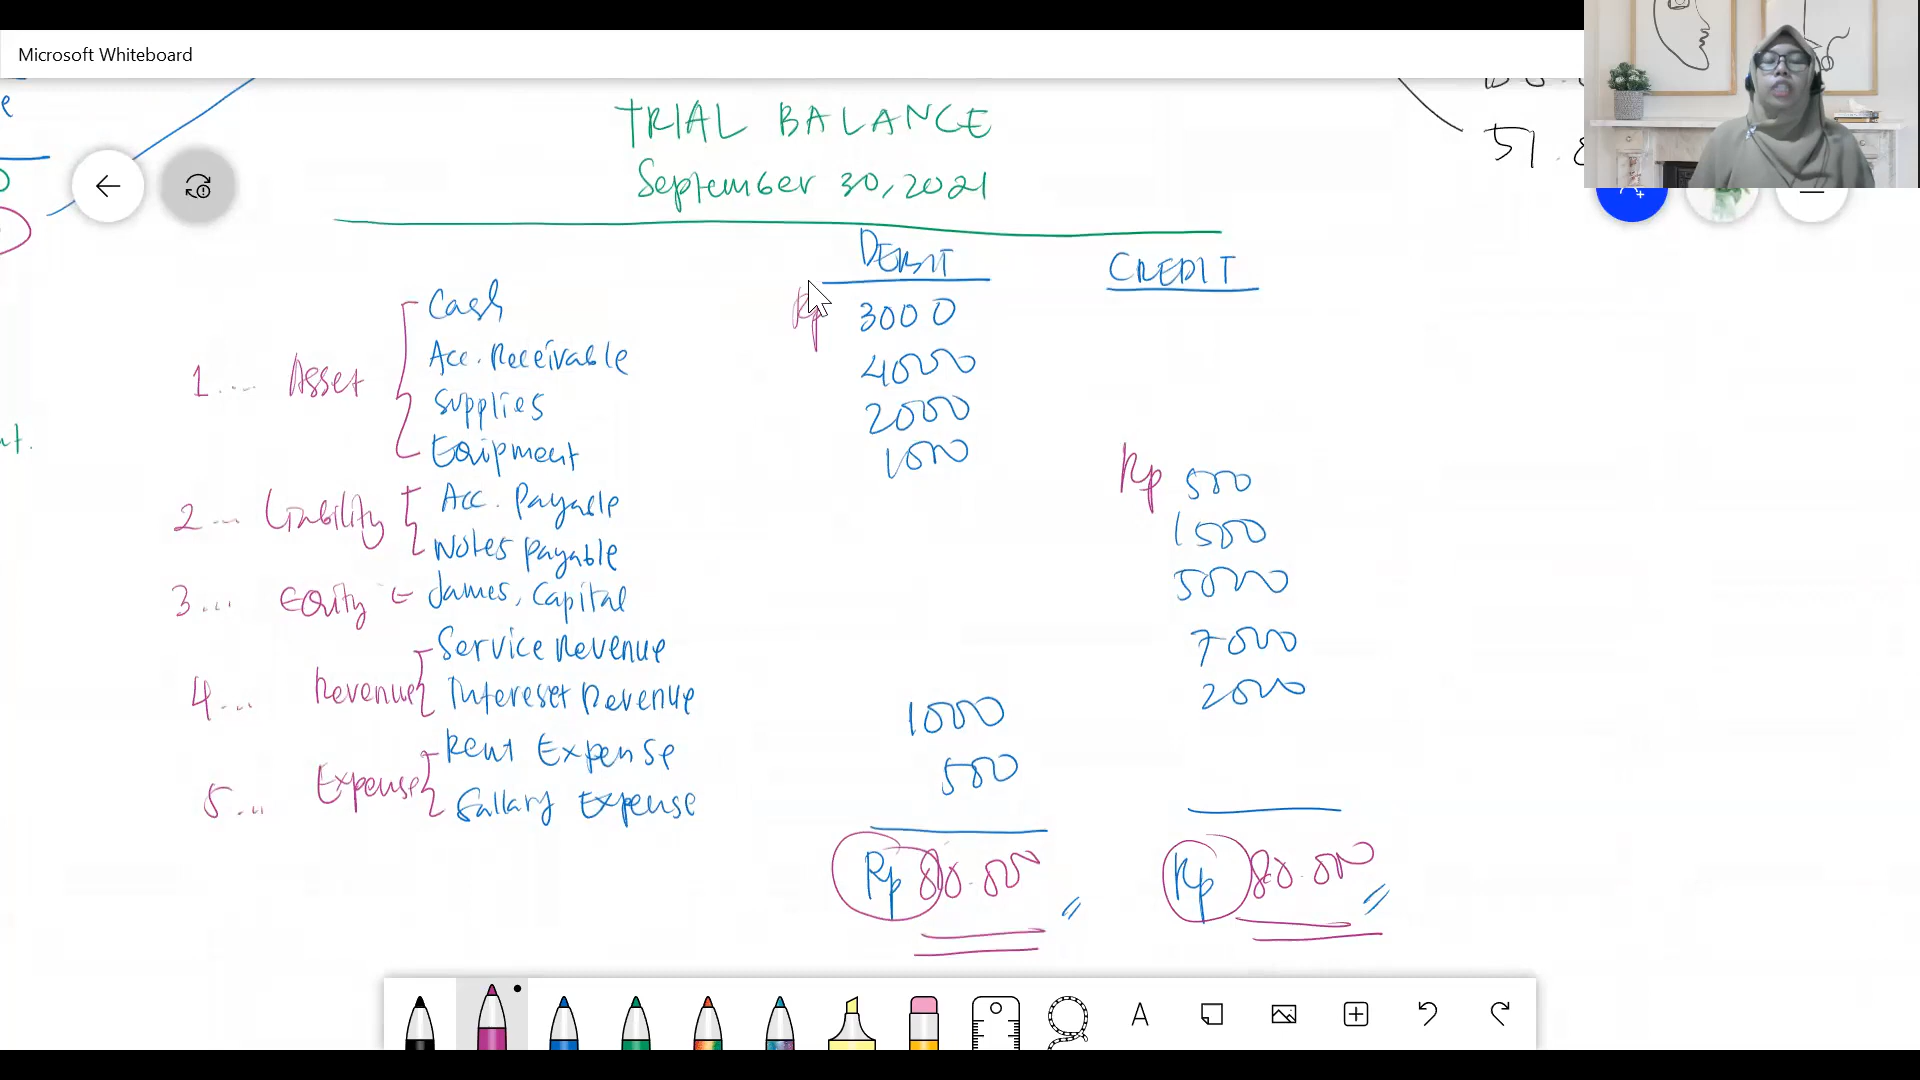 Microsoft Whiteboard
e
TRIAL BALANCE
September 30, 2021
51.8
DEBIT CREDIT
Cash Rp 3000
1.... Asset Acc. Receivable 4000
Supplies 2000
Equipment 1000
2... Liability Acc. Payable Rp 500
Notes payable 1500
3... Equity James, Capital 5000
Service Revenue 7000
4... Revenue Intereset Revenue 2000
Rent Expense 1000
5... Expense Sallary Expense 500
Rp 80.000 Rp 80.000
A